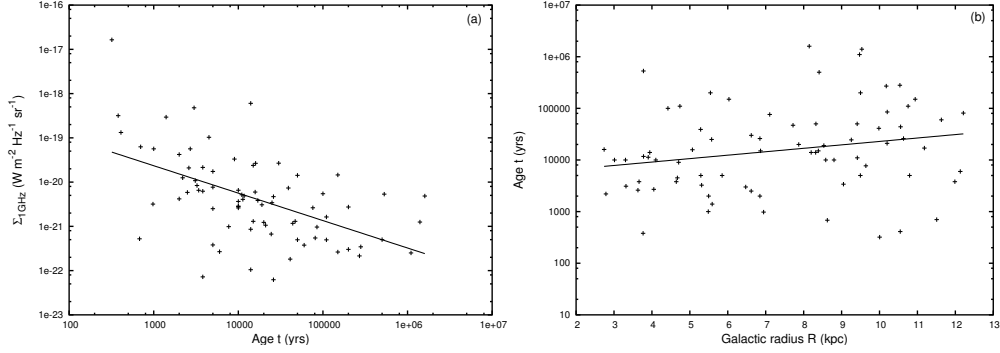 (a)
1e-16
1e-17
1e-18
1e-19
1e-20
1e-21
1e-22
1e-23
Σ1GHz (W m-2 Hz-1 sr-1)
100
1000
10000
100000
1e+06
1e+07
Age t (yrs)
(b)
1e+07
1e+06
100000
10000
1000
100
10
Age t (yrs)
2
3
4
5
6
7
8
9
10
11
12
13
Galactic radius R (kpc)